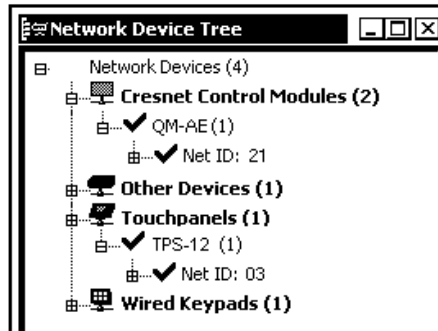 Network Device Tree
Network Devices (4)
Cresnet Control Modules (2)
QM-AE (1)
Net ID: 21
Other Devices (1)
Touchpanels (1)
TPS-12 (1)
Net ID: 03
Wired Keypads (1)